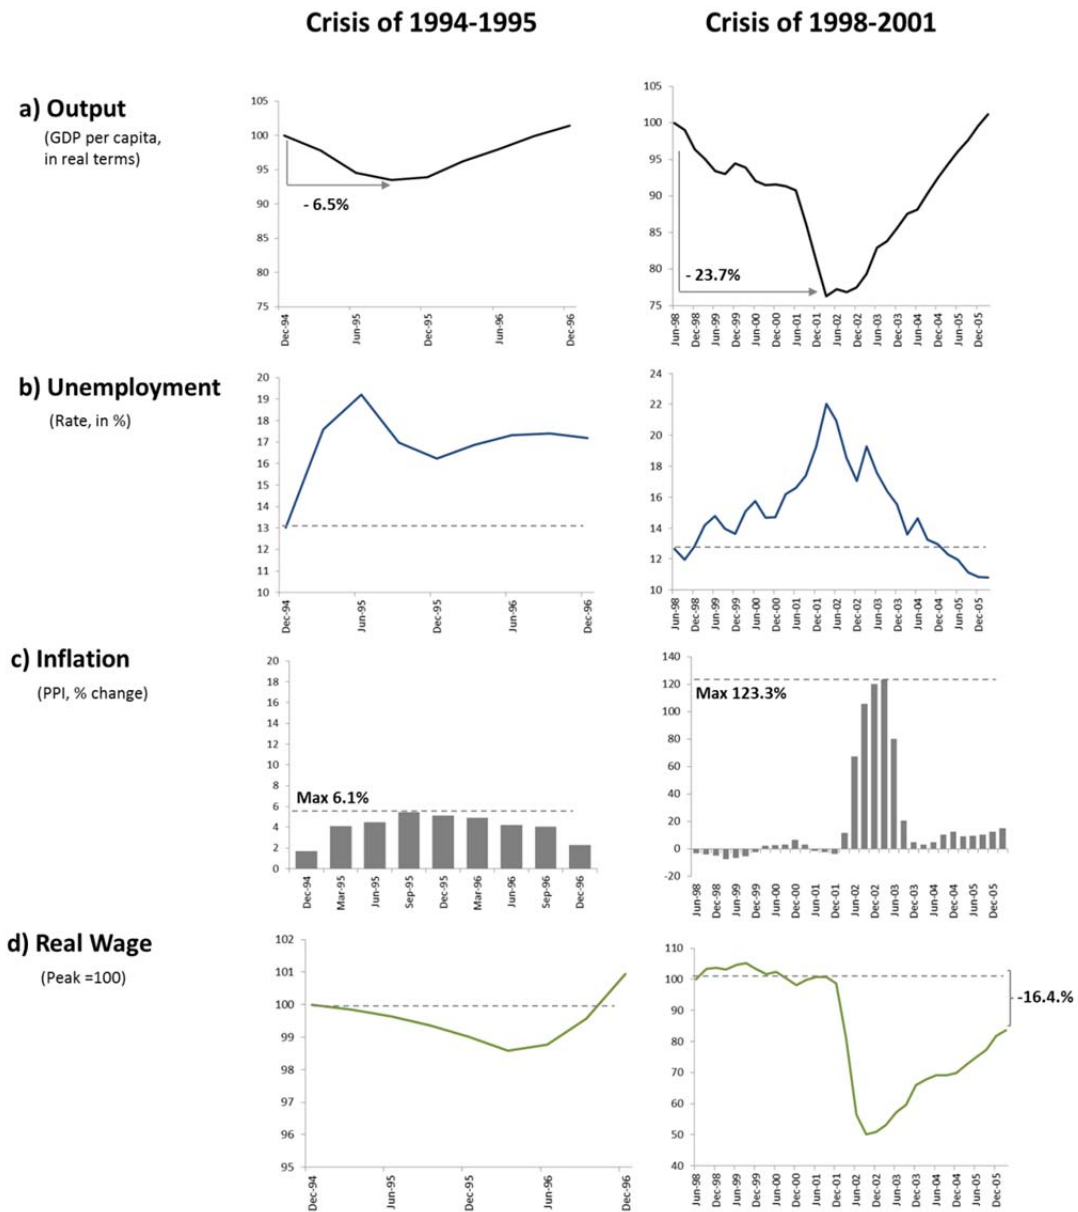 Crisis of 1994-1995
Crisis of 1998-2001
a) Output
(GDP per capita,
in real terms)
105
100
95
90
85
80
75
- 6.5%
Dec-94
Jun-95
Dec-95
Jun-96
Dec-96
105
100
95
90
85
80
75
- 23.7%
Jun-98
Dec-98
Jun-99
Dec-99
Jun-00
Dec-00
Jun-01
Dec-01
Jun-02
Dec-02
Jun-03
Dec-03
Jun-04
Dec-04
Jun-05
Dec-05
b) Unemployment
(Rate, in %)
20
19
18
17
16
15
14
13
12
11
10
Dec-94
Jun-95
Dec-95
Jun-96
Dec-96
24
22
20
18
16
14
12
10
Jun-98
Dec-98
Jun-99
Dec-99
Jun-00
Dec-00
Jun-01
Dec-01
Jun-02
Dec-02
Jun-03
Dec-03
Jun-04
Dec-04
Jun-05
Dec-05
c) Inflation
(PPI, % change)
20
18
16
14
12
10
8
6
4
2
0
Max 6.1%
Dec-94
Mar-95
Jun-95
Sep-95
Dec-95
Mar-96
Jun-96
Sep-96
Dec-96
140
120
100
80
60
40
20
0
-20
Max 123.3%
Jun-98
Dec-98
Jun-99
Dec-99
Jun-00
Dec-00
Jun-01
Dec-01
Jun-02
Dec-02
Jun-03
Dec-03
Jun-04
Dec-04
Jun-05
Dec-05
d) Real Wage
(Peak =100)
102
101
100
99
98
97
96
95
Dec-94
Jun-95
Dec-95
Jun-96
Dec-96
110
100
90
80
70
60
50
40
-16.4.%
Jun-98
Dec-98
Jun-99
Dec-99
Jun-00
Dec-00
Jun-01
Dec-01
Jun-02
Dec-02
Jun-03
Dec-03
Jun-04
Dec-04
Jun-05
Dec-05